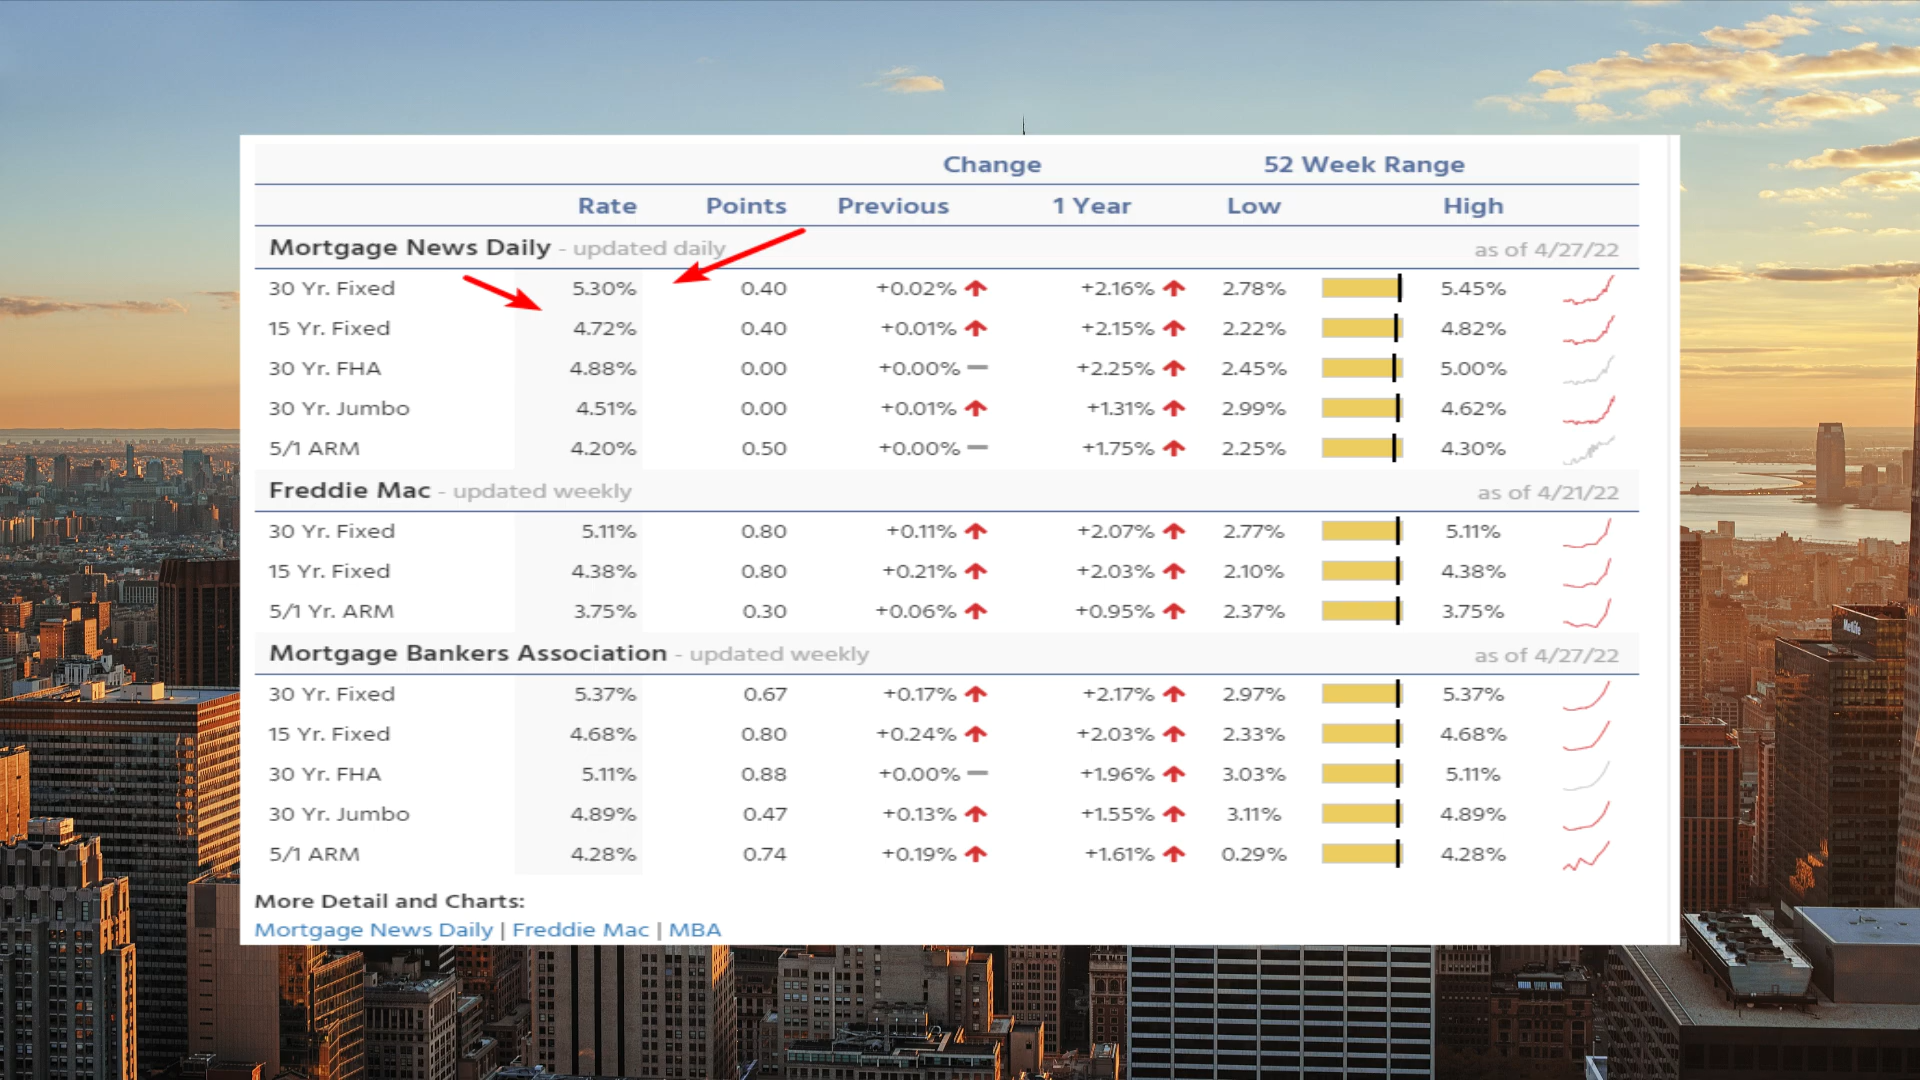 Change 52 Week Range
Rate Points Previous 1 Year Low High
Mortgage News Daily - updated daily as of 4/27/22
30 Yr. Fixed 5.30% 0.40 +0.02% +2.16% 2.78% 5.45%
15 Yr. Fixed 4.72% 0.40 +0.01% +2.15% 2.22% 4.82%
30 Yr. FHA 4.88% 0.00 +0.00% +2.25% 2.45% 5.00%
30 Yr. Jumbo 4.51% 0.00 +0.01% +1.31% 2.99% 4.62%
5/1 ARM 4.20% 0.50 +0.00% +1.75% 2.25% 4.30%
Freddie Mac - updated weekly as of 4/21/22
30 Yr. Fixed 5.11% 0.80 +0.11% +2.07% 2.77% 5.11%
15 Yr. Fixed 4.38% 0.80 +0.21% +2.03% 2.10% 4.38%
5/1 Yr. ARM 3.75% 0.30 +0.06% +0.95% 2.37% 3.75%
Mortgage Bankers Association - updated weekly as of 4/27/22
30 Yr. Fixed 5.37% 0.67 +0.17% +2.17% 2.97% 5.37%
15 Yr. Fixed 4.68% 0.80 +0.24% +2.03% 2.33% 4.68%
30 Yr. FHA 5.11% 0.88 +0.00% +1.96% 3.03% 5.11%
30 Yr. Jumbo 4.89% 0.47 +0.13% +1.55% 3.11% 4.89%
5/1 ARM 4.28% 0.74 +0.19% +1.61% 0.29% 4.28%
More Detail and Charts:
Mortgage News Daily | Freddie Mac | MBA
MetLife